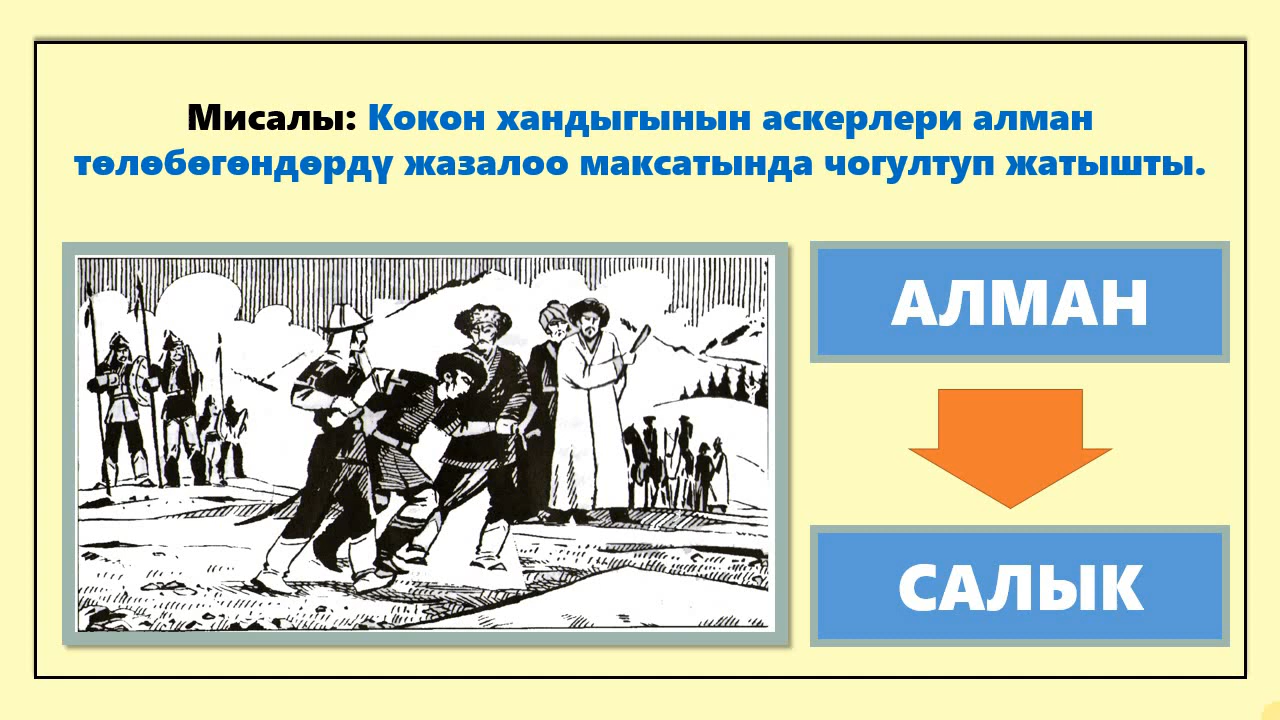 Мисалы: Кокон хандыгынын аскерлери алман
төлөбөгөндөрдү жазалоо максатында чогултуп жатышты.
АЛМАН
САЛЫК